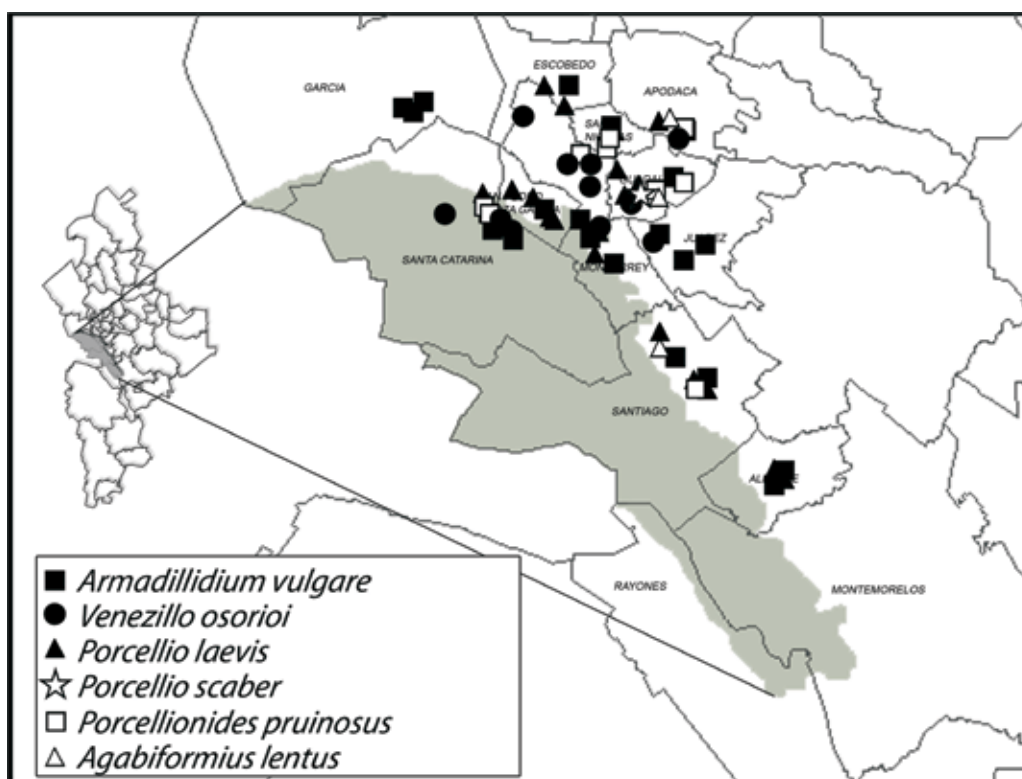 ESCOBEDO
GARCIA
APODACA
SANTA CATARINA
SANTIAGO
RAYONES
MONTEMORELOS
Armadillidium vulgare
Venezillo osorioi
Porcellio laevis
Porcellio scaber
Porcellionides pruinosus
Agabiformius lentus